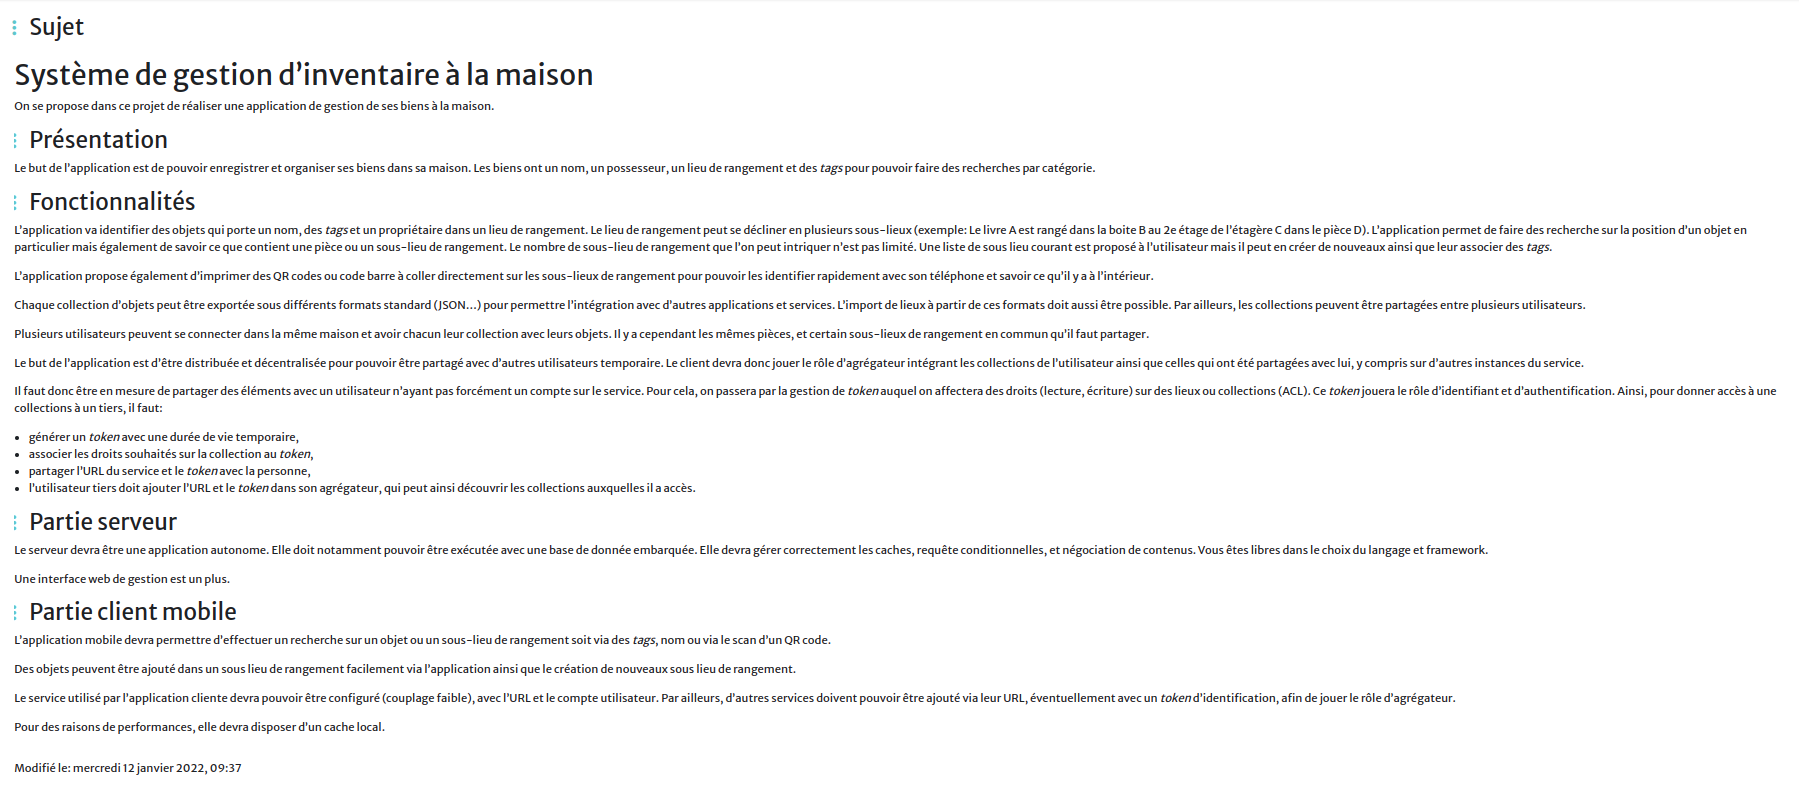 Sujet
Système de gestion d’inventaire à la maison
On se propose dans ce projet de réaliser une application de gestion de ses biens à la maison.
Présentation
Le but de l’application est de pouvoir enregistrer et organiser ses biens dans sa maison. Les biens ont un nom, un possesseur, un lieu de rangement et des tags pour pouvoir faire des recherches par catégorie.
Fonctionnalités
L’application va identifier des objets qui porte un nom, des tags et un propriétaire dans un lieu de rangement. Le lieu de rangement peut se décliner en plusieurs sous-lieux (exemple: Le livre A est rangé dans la boite B au 2e étage de l’étagère C dans le pièce D). L’application permet de faire des recherche sur la position d’un objet en
particulier mais également de savoir ce que contient une pièce ou un sous-lieu de rangement. Le nombre de sous-lieu de rangement que l’on peut intriquer n’est pas limité. Une liste de sous lieu courant est proposé à l’utilisateur mais il peut en créer de nouveaux ainsi que leur associer des tags.
L’application propose également d’imprimer des QR codes ou code barre à coller directement sur les sous-lieux de rangement pour pouvoir les identifier rapidement avec son téléphone et savoir ce qu’il y a à l’intérieur.
Chaque collection d’objets peut être exportée sous différents formats standard (JSON…) pour permettre l’intégration avec d’autres applications et services. L’import de lieux à partir de ces formats doit aussi être possible. Par ailleurs, les collections peuvent être partagées entre plusieurs utilisateurs.
Plusieurs utilisateurs peuvent se connecter dans la même maison et avoir chacun leur collection avec leurs objets. Il y a cependant les mêmes pièces, et certain sous-lieux de rangement en commun qu’il faut partager.
Le but de l’application est d’être distribuée et décentralisée pour pouvoir être partagé avec d’autres utilisateurs temporaire. Le client devra donc jouer le rôle d’agrégateur intégrant les collections de l’utilisateur ainsi que celles qui ont été partagées avec lui, y compris sur d’autres instances du service.
Il faut donc être en mesure de partager des éléments avec un utilisateur n’ayant pas forcément un compte sur le service. Pour cela, on passera par la gestion de token auquel on affectera des droits (lecture, écriture) sur des lieux ou collections (ACL). Ce token jouera le rôle d’identifiant et d’authentification. Ainsi, pour donner accès à une
collections à un tiers, il faut:
• générer un token avec une durée de vie temporaire,
• associer les droits souhaités sur la collection au token,
• partager l’URL du service et le token avec la personne,
• l’utilisateur tiers doit ajouter l’URL et le token dans son agrégateur, qui peut ainsi découvrir les collections auxquelles il a accès.
Partie serveur
Le serveur devra être une application autonome. Elle doit notamment pouvoir être exécutée avec une base de donnée embarquée. Elle devra gérer correctement les caches, requête conditionnelles, et négociation de contenus. Vous êtes libres dans le choix du langage et framework.
Une interface web de gestion est un plus.
Partie client mobile
L’application mobile devra permettre d’effectuer un recherche sur un objet ou un sous-lieu de rangement soit via des tags, nom ou via le scan d’un QR code.
Des objets peuvent être ajouté dans un sous lieu de rangement facilement via l’application ainsi que le création de nouveaux sous lieu de rangement.
Le service utilisé par l’application cliente devra pouvoir être configuré (couplage faible), avec l’URL et le compte utilisateur. Par ailleurs, d’autres services doivent pouvoir être ajouté via leur URL, éventuellement avec un token d’identification, afin de jouer le rôle d’agrégateur.
Pour des raisons de performances, elle devra disposer d’un cache local.
Modifié le: mercredi 12 janvier 2022, 09:37